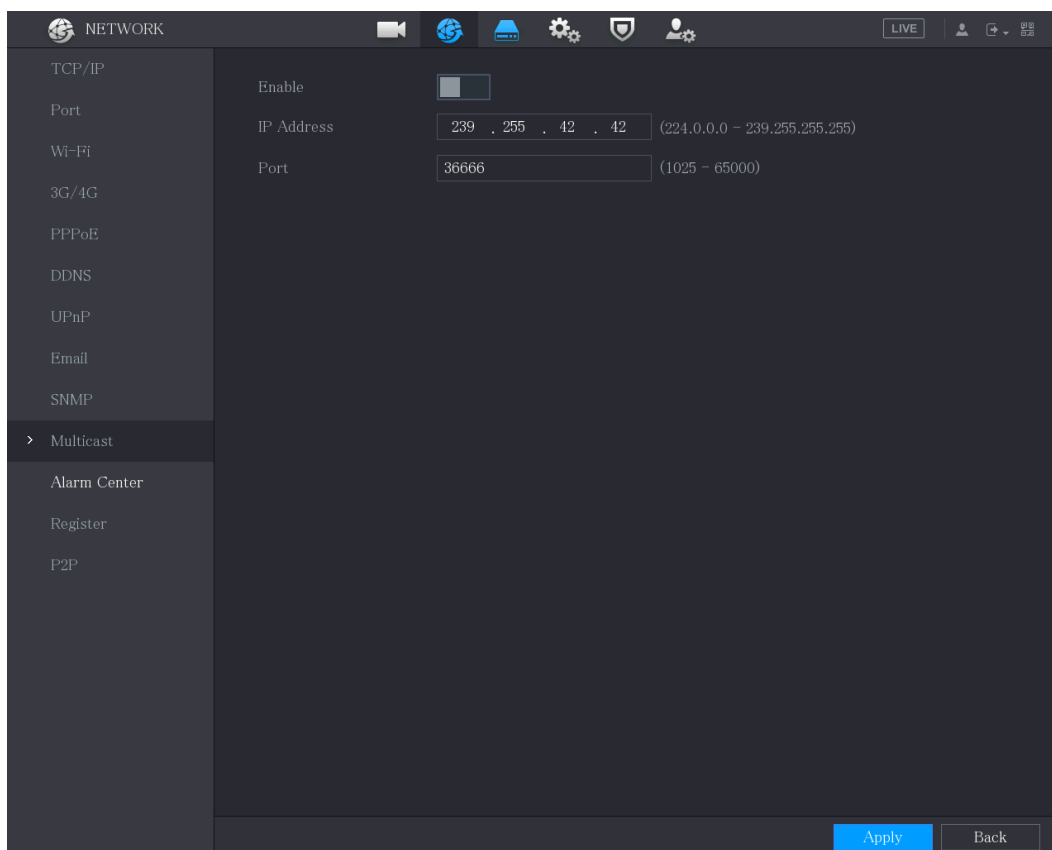 NETWORK
LIVE
TCP/IP
Port
Wi-Fi
3G/4G
PPPoE
DDNS
UPnP
Email
SNMP
Multicast
Alarm Center
Register
P2P
Enable
IP Address 239 . 255 . 42 . 42 (224.0.0.0 - 239.255.255.255)
Port 36666 (1025 - 65000)
Apply Back